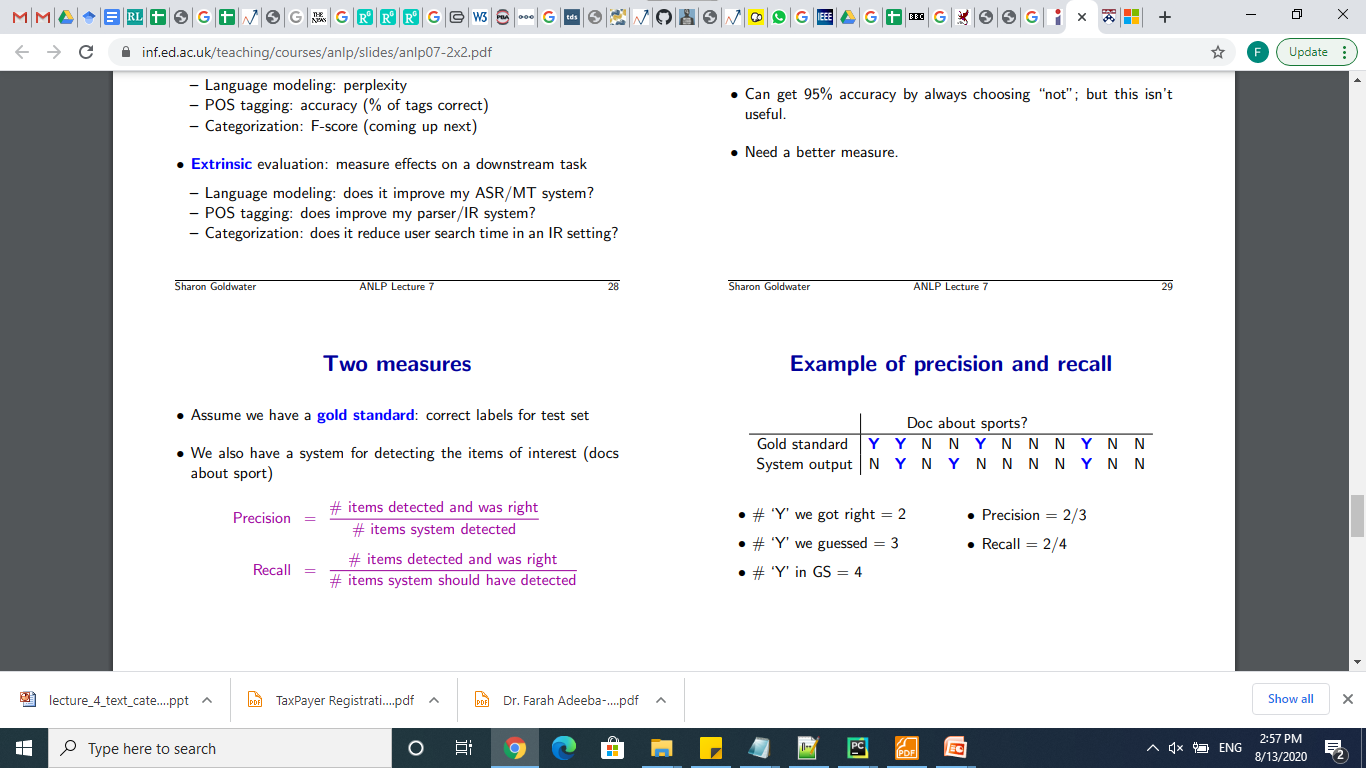 RL
THE NEWS
W3
PBA
tds
IEEE
BBC
inf.ed.ac.uk/teaching/courses/anlp/slides/anlp07-2x2.pdf
F
Update
– Language modeling: perplexity
– POS tagging: accuracy (% of tags correct)
– Categorization: F-score (coming up next)
• Extrinsic evaluation: measure effects on a downstream task
– Language modeling: does it improve my ASR/MT system?
– POS tagging: does improve my parser/IR system?
– Categorization: does it reduce user search time in an IR setting?
Sharon Goldwater ANLP Lecture 7 28
• Can get 95% accuracy by always choosing “not”; but this isn’t
useful.
• Need a better measure.
Sharon Goldwater ANLP Lecture 7 29
Two measures
• Assume we have a gold standard: correct labels for test set
• We also have a system for detecting the items of interest (docs
about sport)
Precision = # items detected and was right
# items system detected
Recall = # items detected and was right
# items system should have detected
Example of precision and recall
Doc about sports?
Gold standard Y Y N N Y N N N Y N N
System output N Y N Y N N N N Y N N
• # ‘Y’ we got right = 2
• # ‘Y’ we guessed = 3
• # ‘Y’ in GS = 4
• Precision = 2/3
• Recall = 2/4
lecture_4_text_cate....ppt
TaxPayer Registrati....pdf
Dr. Farah Adeeba-....pdf
Show all
Type here to search
ENG
2:57 PM
8/13/2020
2